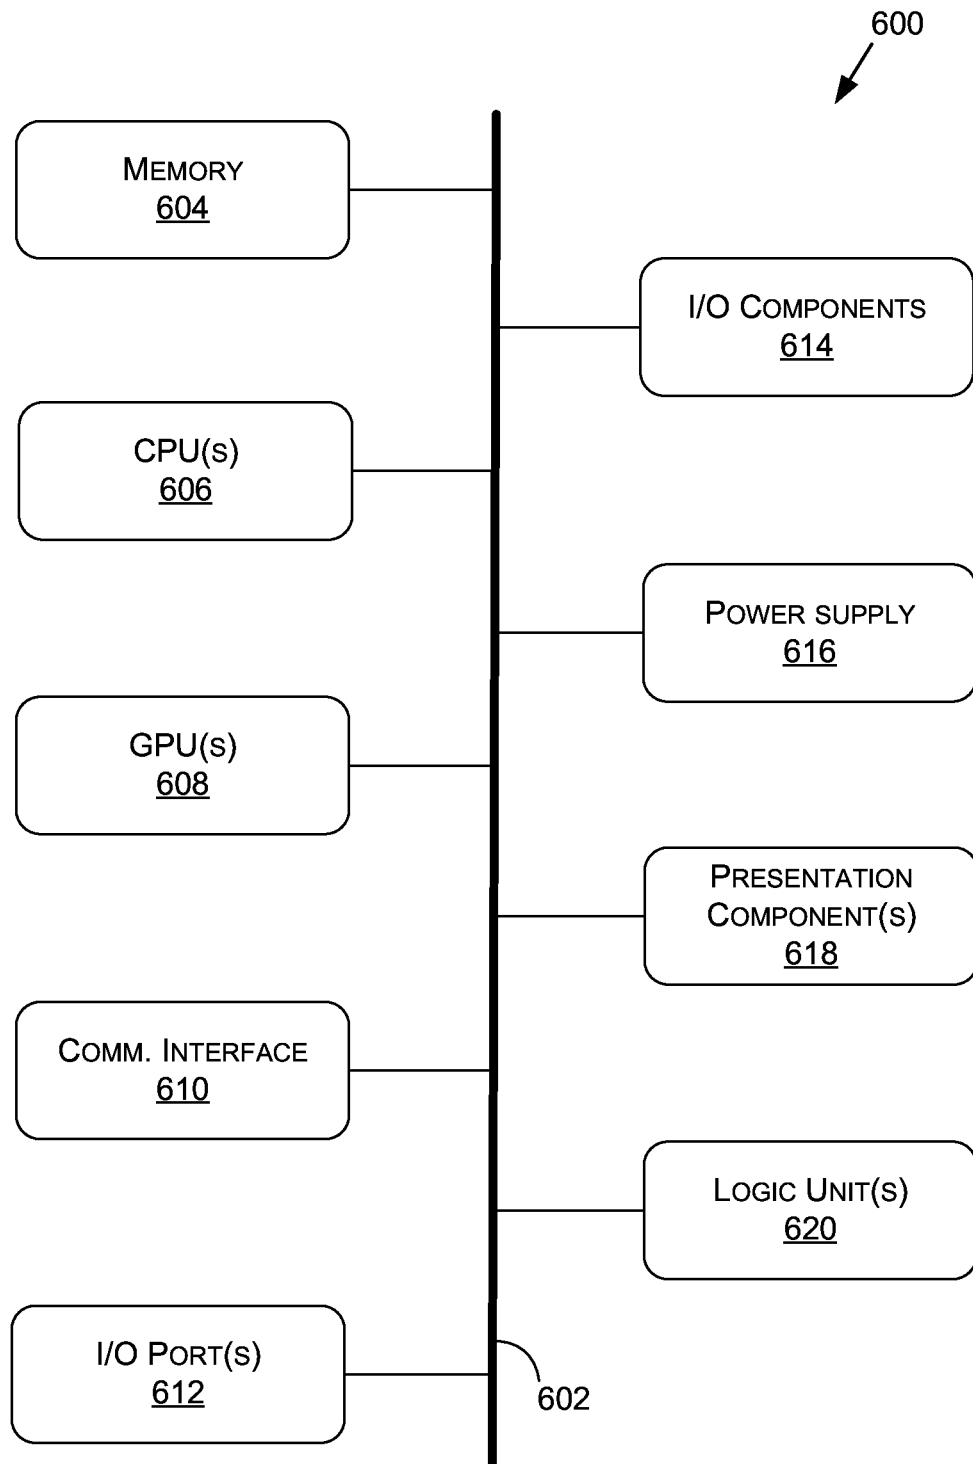 600
MEMORY
604
I/O COMPONENTS
614
CPU(S)
606
POWER SUPPLY
616
GPU(S)
608
PRESENTATION
COMPONENT(S)
618
COMM. INTERFACE
610
LOGIC UNIT(S)
620
I/O PORT(S)
612
602